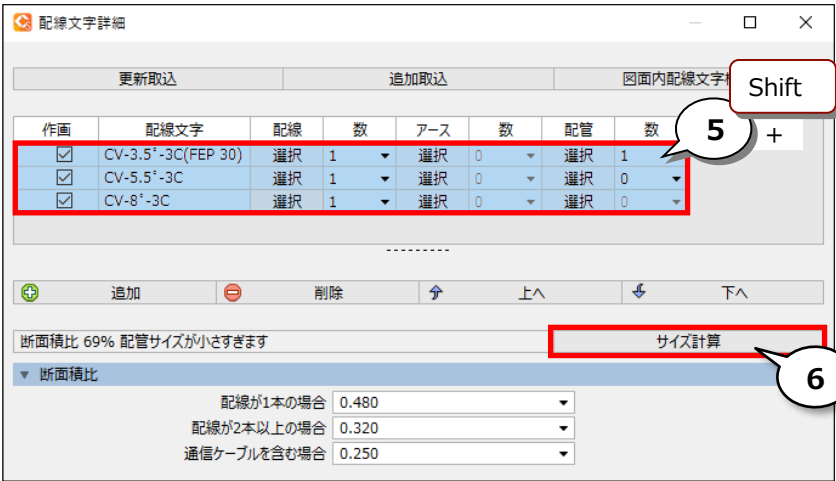 配線文字詳細
更新取込 追加取込 図面内配線文字
Shift
5 +
作画 配線文字 配線 数 アース 数 配管 数
CV-3.5˚-3C(FEP 30) 選択 1 選択 0 選択 1
CV-5.5˚-3C 選択 1 選択 0 選択 0
CV-8˚-3C 選択 1 選択 0 選択 0
追加 削除 上へ 下へ
断面積比 69% 配管サイズが小さすぎます サイズ計算
6
断面積比
配線が1本の場合 0.480
配線が2本以上の場合 0.320
通信ケーブルを含む場合 0.250